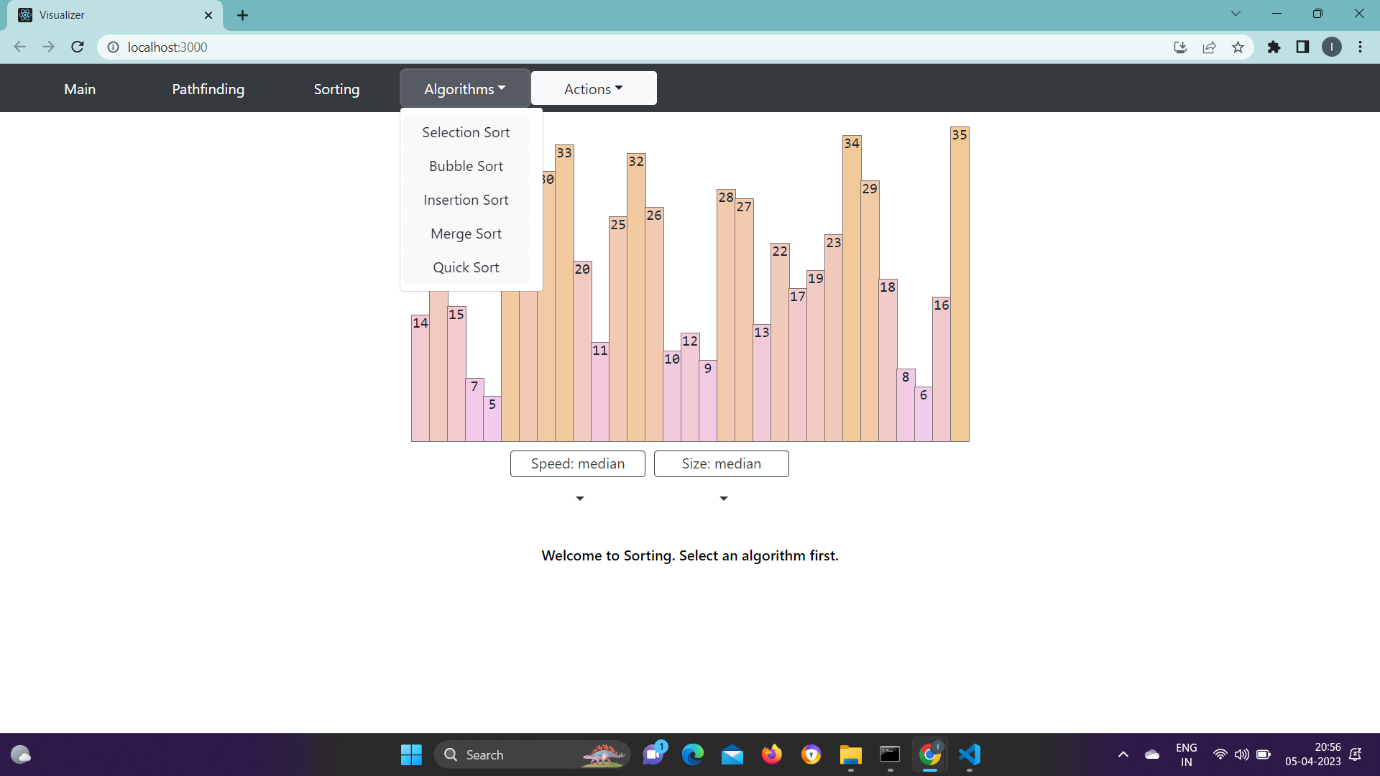 Visualizer
localhost:3000
I
Main
Pathfinding
Sorting
Algorithms
Actions
Selection Sort
Bubble Sort
Insertion Sort
Merge Sort
Quick Sort
14
15
7
5
33
20
11
25
32
26
10
12
9
28
27
13
22
17
19
23
34
29
18
8
6
16
35
Speed: median
Size: median
Welcome to Sorting. Select an algorithm first.
Search
1
ENG
IN
20:56
05-04-2023